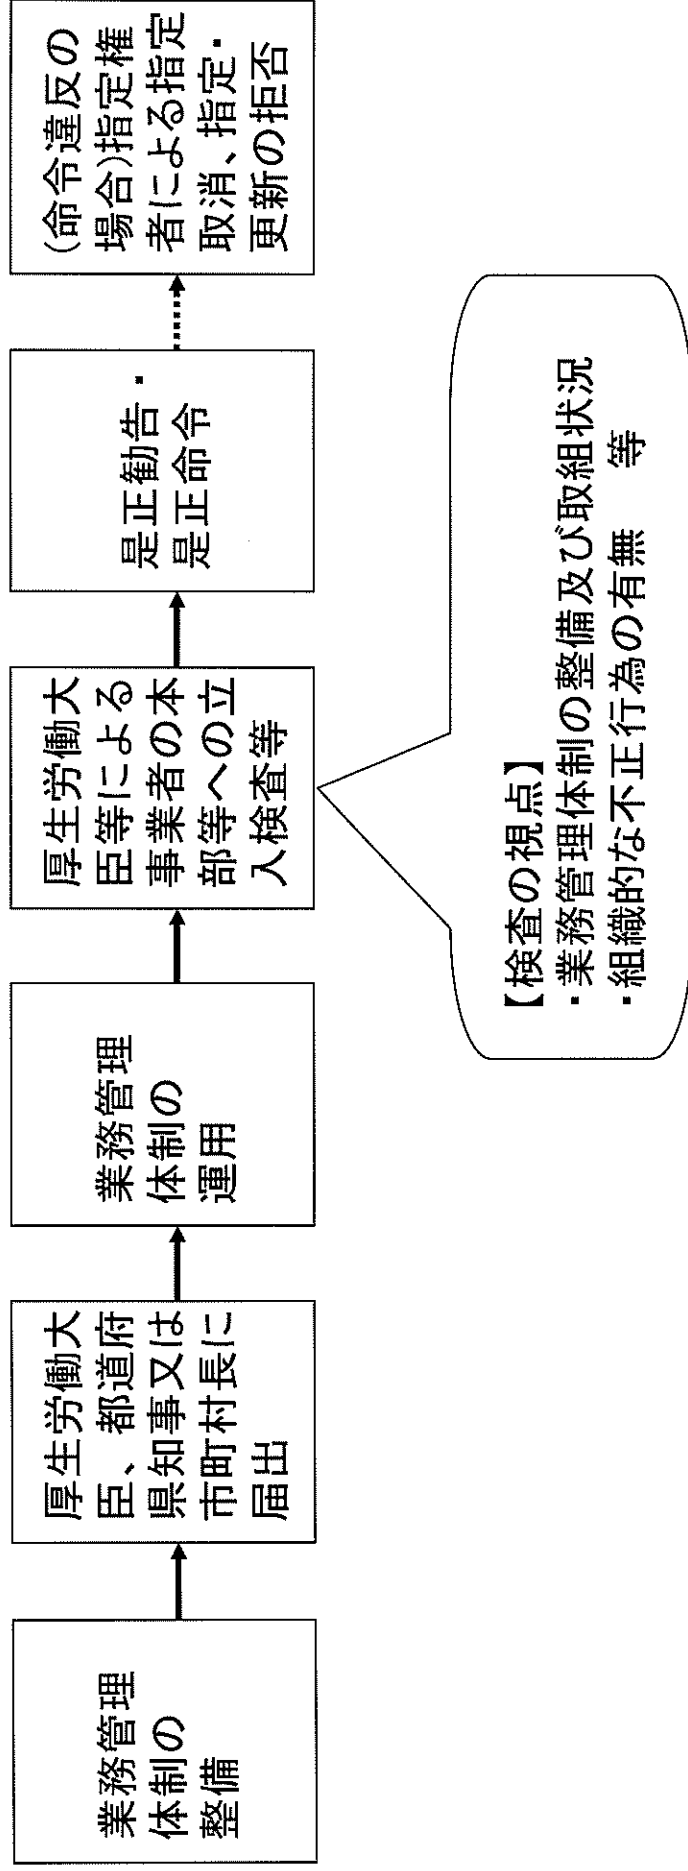 業務管理
体制の
整備
厚生労働大
臣、都道府
県知事又は
市町村長に
届出
業務管理
体制の
運用
厚生労働大
臣等による
事業者の本
部等への立
入検査等
是正勧告・
是正命令
(命令違反の
場合)指定権
者による指定
取消、指定・
更新の拒否
【検査の視点】
・業務管理体制の整備及び取組状況
・組織的な不正行為の有無　等